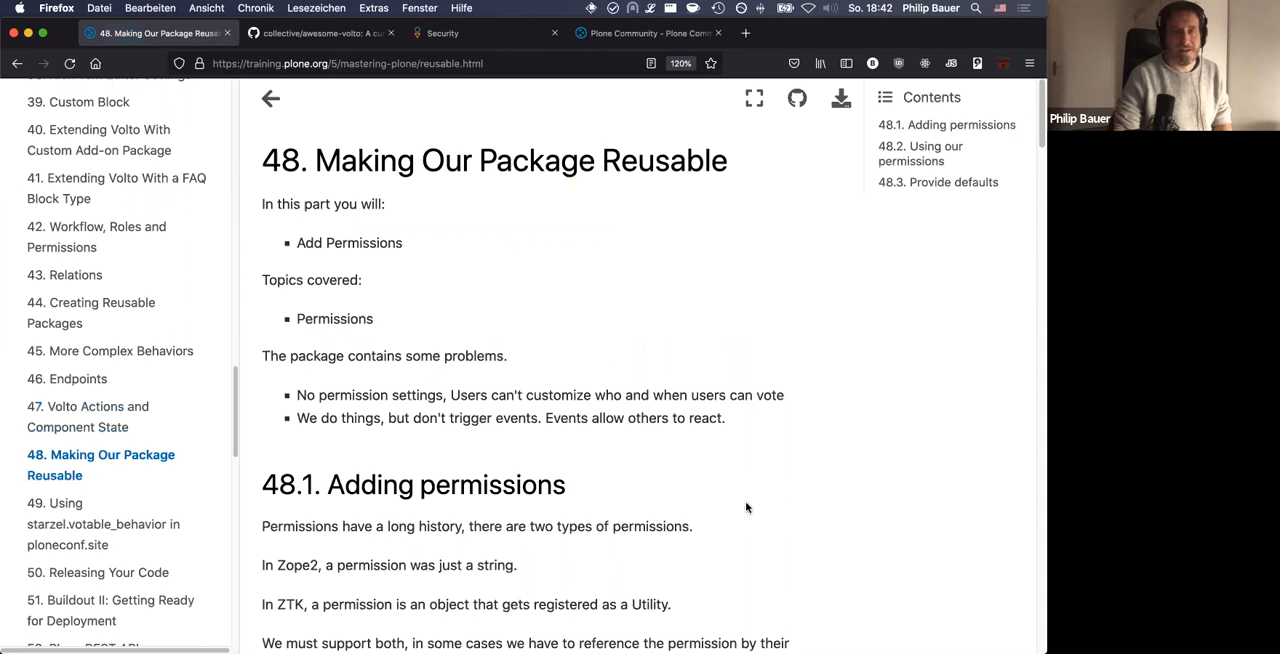 Firefox Datei Bearbeiten Ansicht Chronik Lesezeichen Extras Fenster Hilfe So. 18:42 Philip Bauer
48. Making Our Package Reusa
collective/awesome-volto: A cu
Security
Plone Community - Plone Com
https://training.plone.org/5/mastering-plone/reusable.html
120%
39. Custom Block
40. Extending Volto With
Custom Add-on Package
41. Extending Volto With a FAQ
Block Type
42. Workflow, Roles and
Permissions
43. Relations
44. Creating Reusable
Packages
45. More Complex Behaviors
46. Endpoints
47. Volto Actions and
Component State
48. Making Our Package
Reusable
49. Using
starzel.votable_behavior in
ploneconf.site
50. Releasing Your Code
51. Buildout II: Getting Ready
for Deployment
48. Making Our Package Reusable
In this part you will:
Add Permissions
Topics covered:
Permissions
The package contains some problems.
No permission settings, Users can't customize who and when users can vote
We do things, but don't trigger events. Events allow others to react.
48.1. Adding permissions
Permissions have a long history, there are two types of permissions.
In Zope2, a permission was just a string.
In ZTK, a permission is an object that gets registered as a Utility.
We must support both, in some cases we have to reference the permission by their
Contents
48.1. Adding permissions
48.2. Using our
permissions
48.3. Provide defaults
Philip Bauer